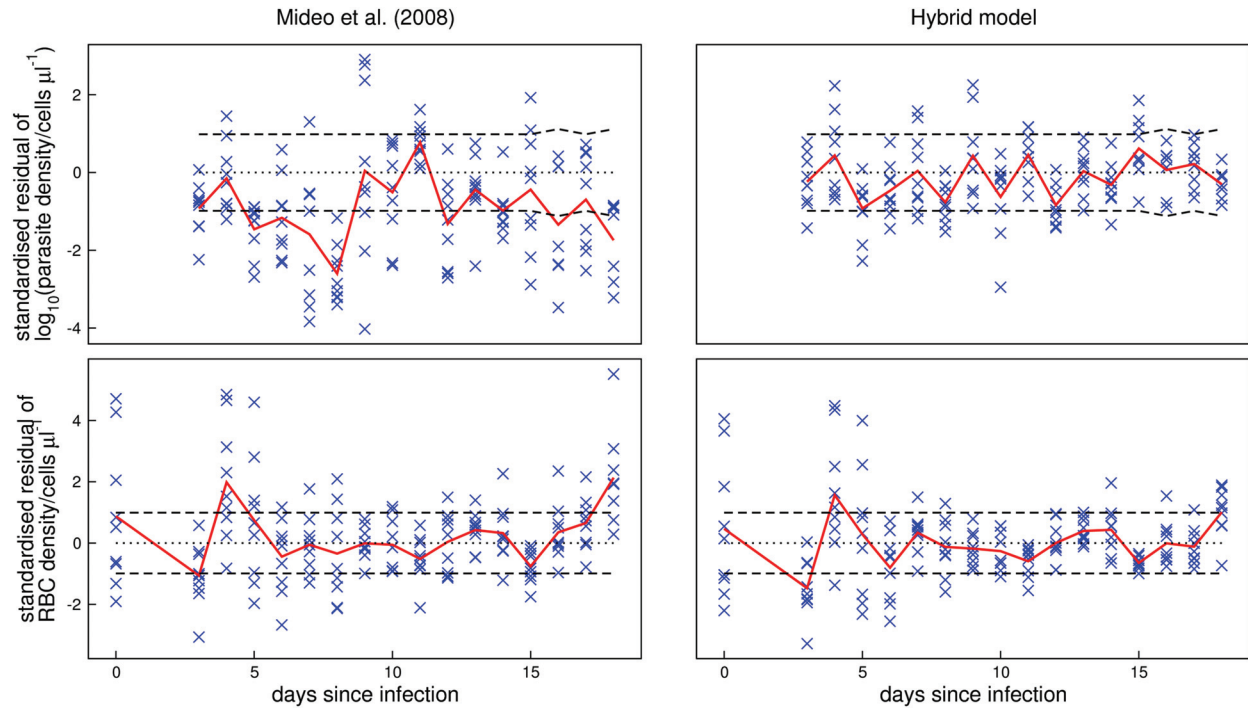 Mideo et al. (2008)
Hybrid model
standardised residual of
log10(parasite density/cells μl-1)
2
0
-2
-4
standardised residual of
RBC density/cells μl-1
4
2
0
-2
0 5 10 15
days since infection
0 5 10 15
days since infection